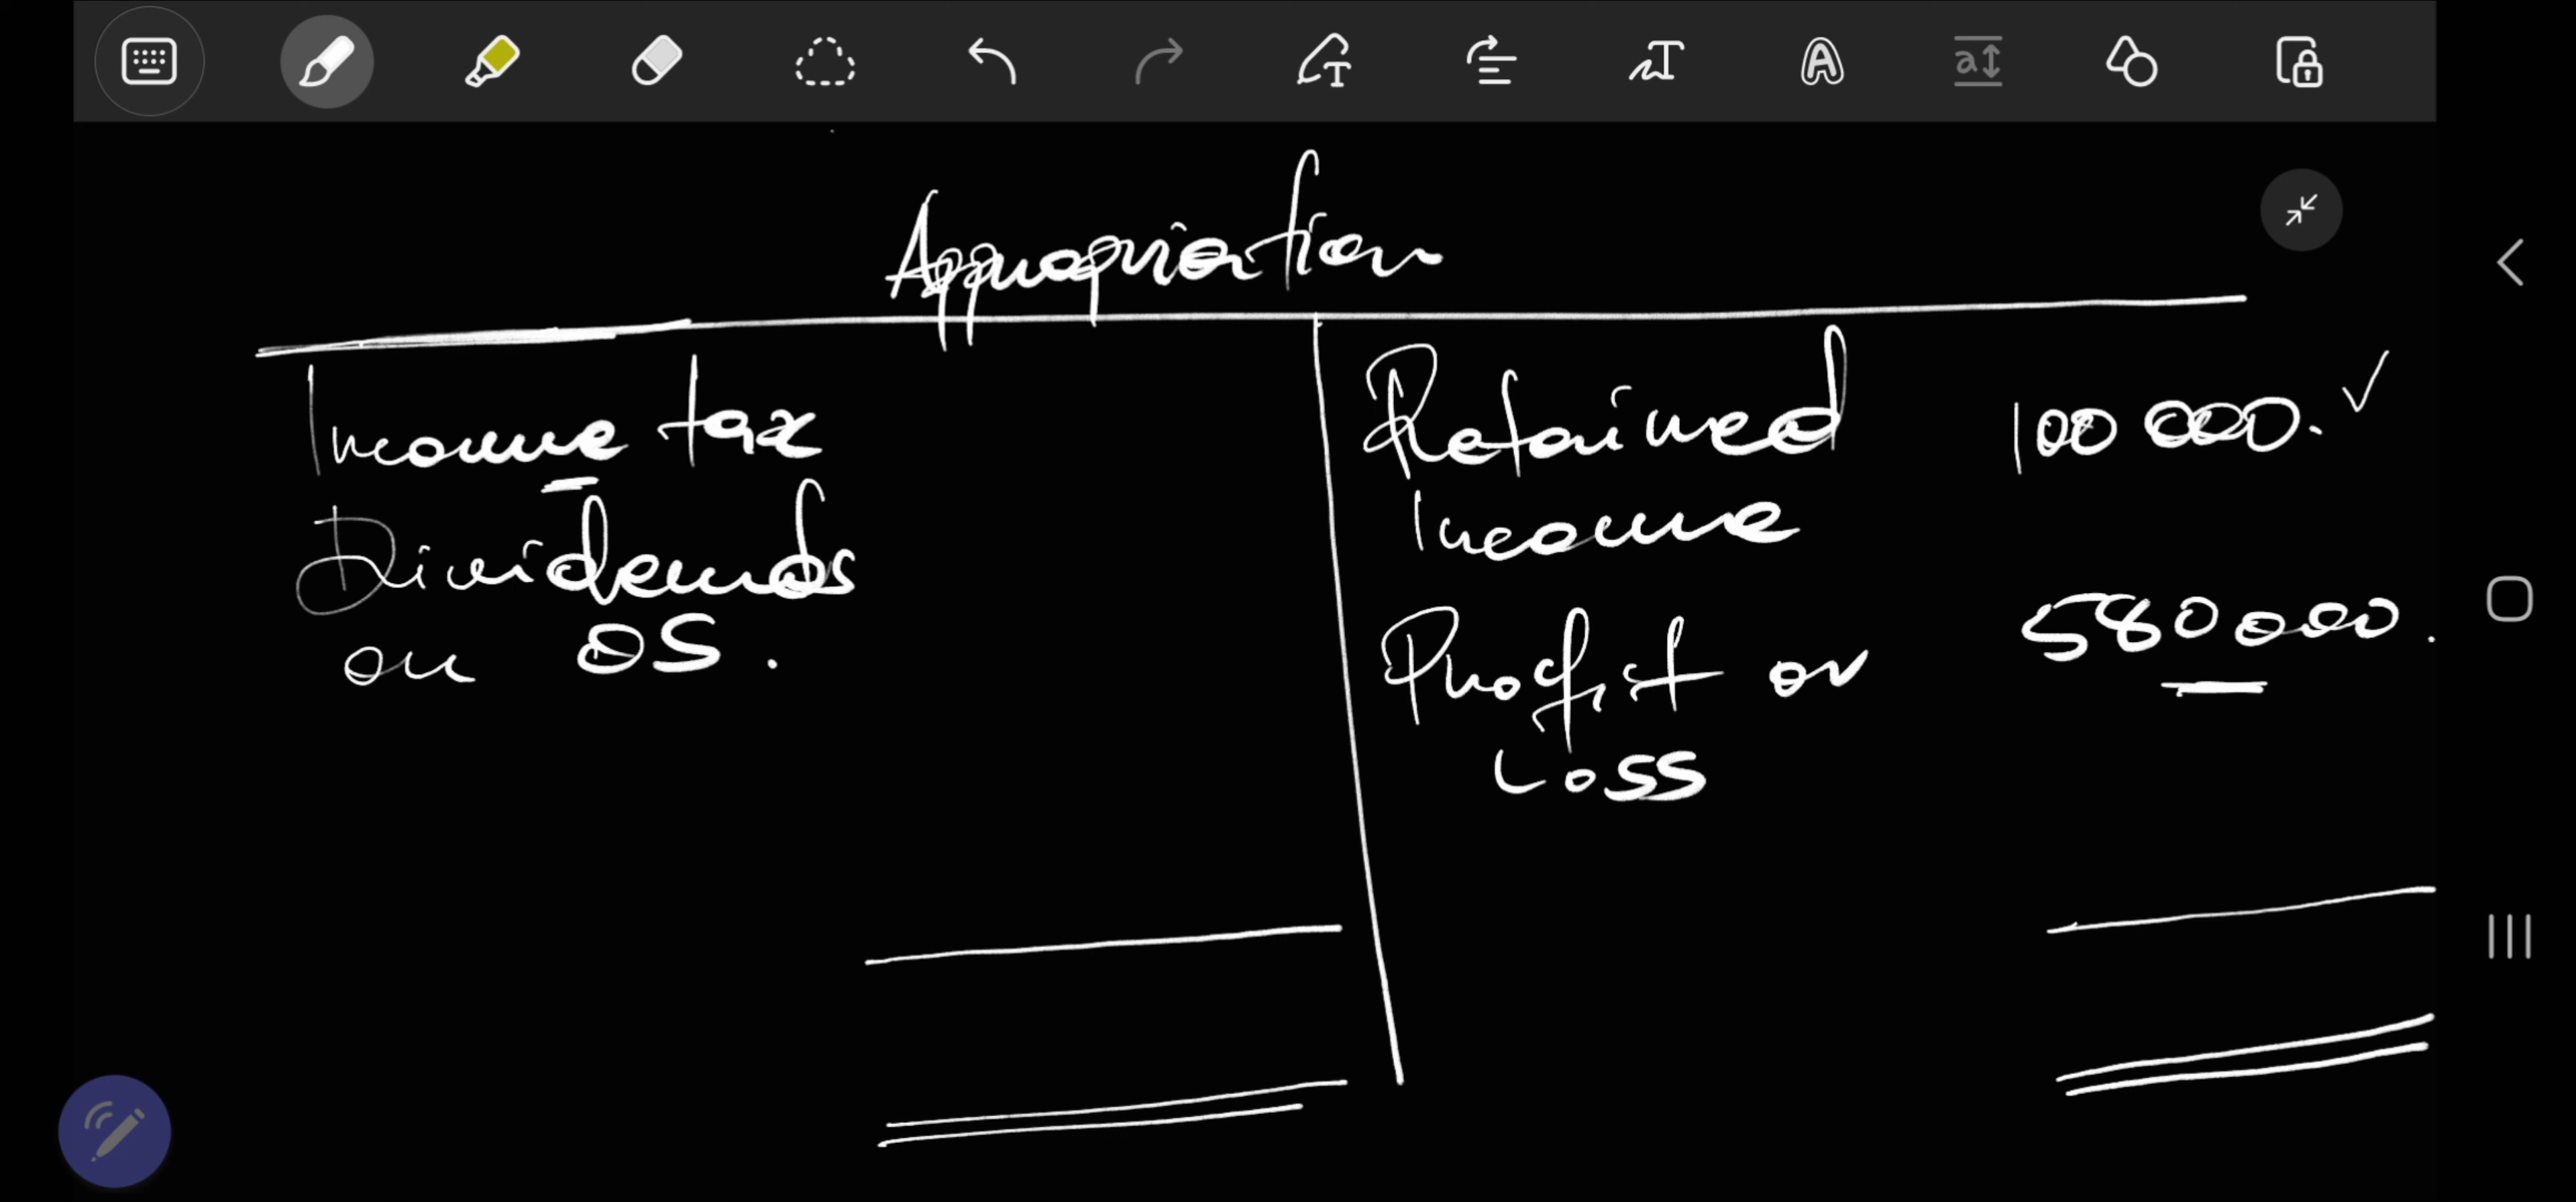 Appropriation
Income tax
Dividends
on OS.
Retained 100 000.
Income
Profit or 580 000.
Loss